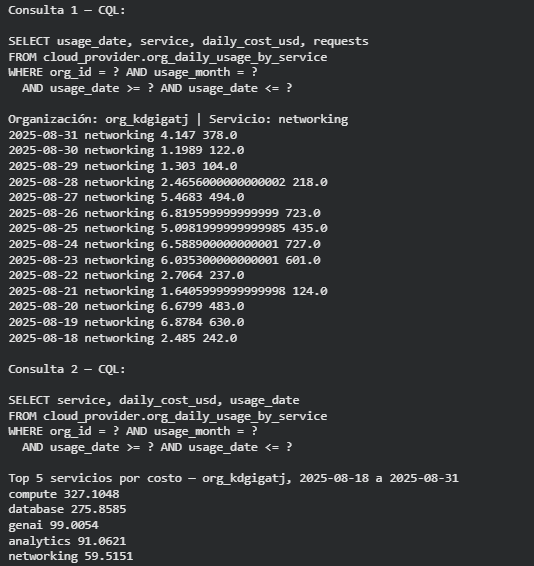 Consulta 1 — CQL:
SELECT usage_date, service, daily_cost_usd, requests
FROM cloud_provider.org_daily_usage_by_service
WHERE org_id = ? AND usage_month = ?
AND usage_date >= ? AND usage_date <= ?
Organización: org_kdgigatj | Servicio: networking
2025-08-31 networking 4.147 378.0
2025-08-30 networking 1.1989 122.0
2025-08-29 networking 1.303 104.0
2025-08-28 networking 2.4656000000000002 218.0
2025-08-27 networking 5.4683 494.0
2025-08-26 networking 6.819599999999999 723.0
2025-08-25 networking 5.0981999999999985 435.0
2025-08-24 networking 6.588900000000001 727.0
2025-08-23 networking 6.035300000000001 601.0
2025-08-22 networking 2.7064 237.0
2025-08-21 networking 1.6405999999999998 124.0
2025-08-20 networking 6.6799 483.0
2025-08-19 networking 6.8784 630.0
2025-08-18 networking 2.485 242.0
Consulta 2 — CQL:
SELECT service, daily_cost_usd, usage_date
FROM cloud_provider.org_daily_usage_by_service
WHERE org_id = ? AND usage_month = ?
AND usage_date >= ? AND usage_date <= ?
Top 5 servicios por costo — org_kdgigatj, 2025-08-18 a 2025-08-31
compute 327.1048
database 275.8585
genai 99.0054
analytics 91.0621
networking 59.5151